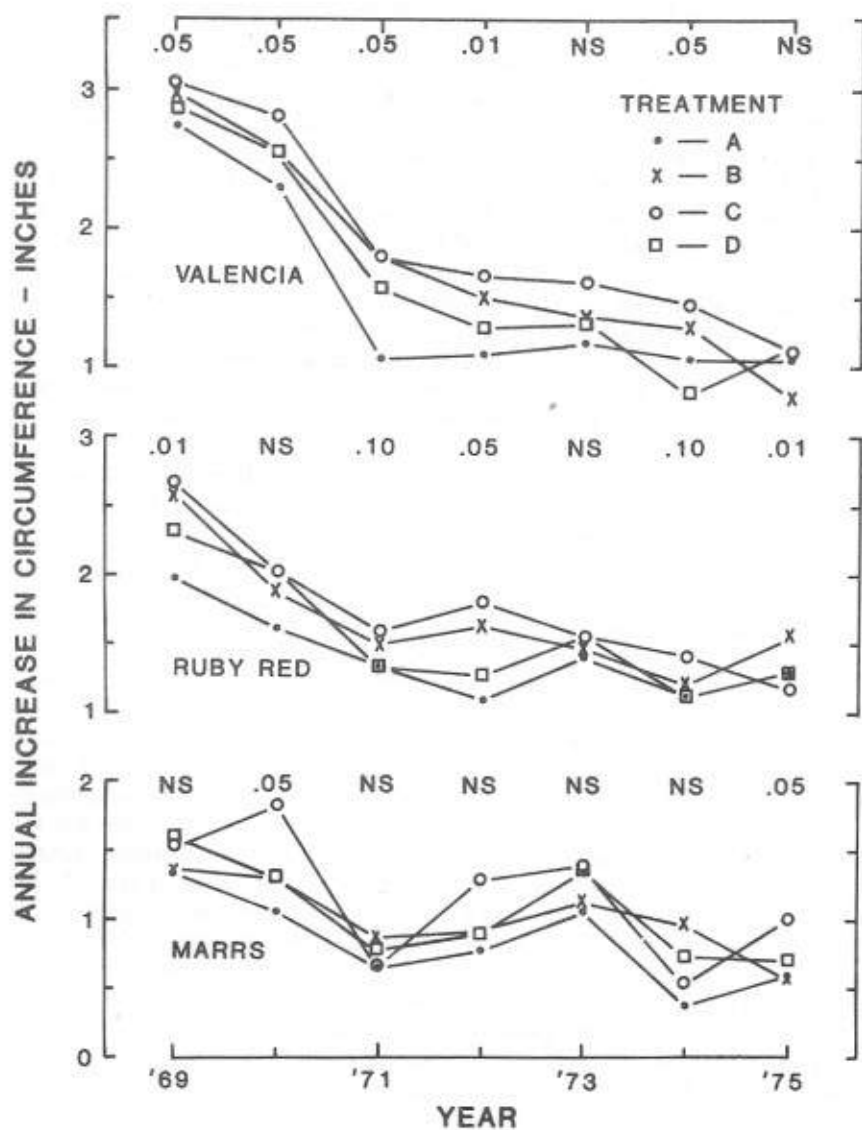 ANNUAL INCREASE IN CIRCUMFERENCE - INCHES
.05 .05 .05 .01 NS .05 NS
3
2
1
TREATMENT
A
B
C
D
VALENCIA
3
2
1
.01 NS .10 .05 NS .10 .01
RUBY RED
2
1
0
NS .05 NS NS NS NS .05
MARRS
'69 '71 '73 '75
YEAR